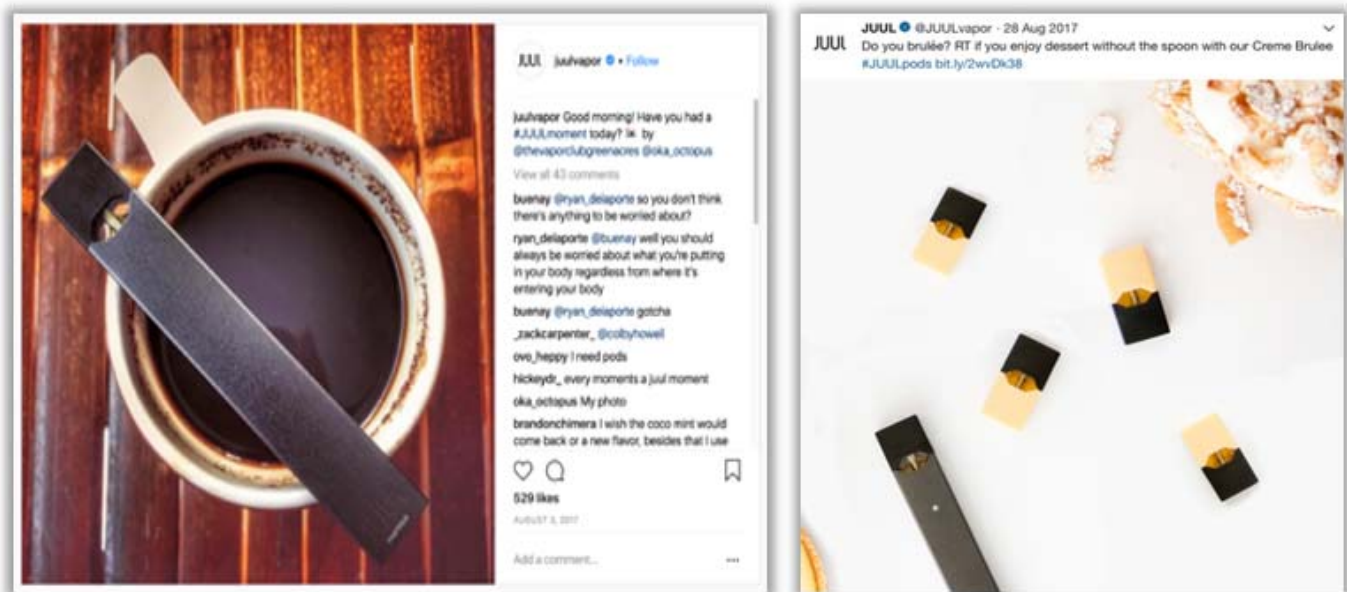 JUUL juulvapor • Follow
juulvapor Good morning! Have you had a
#JUULmoment today? by
@thevaporclubgreenacres @oka_octopus
View all 43 comments
buenay @ryan_delaporte so you don't think
there's anything to be worried about?
ryan_delaporte @buenay well you should
always be worried about what you're putting
in your body regardless from where it's
entering your body
buenay @ryan_delaporte gotcha
_zackcarpenter_ @colbyhowell
ovo_heppy I need pods
hickeydr_ every moments a juul moment
oka_octopus My photo
brandonchimera I wish the coco mint would
come back or a new flavor, besides that I use
529 likes
AUGUST 3, 2017
Add a comment...
JUUL
JUUL @JUULvapor · 28 Aug 2017
Do you brulée? RT if you enjoy dessert without the spoon with our Creme Brulee
#JUULpods bit.ly/2wvDk38